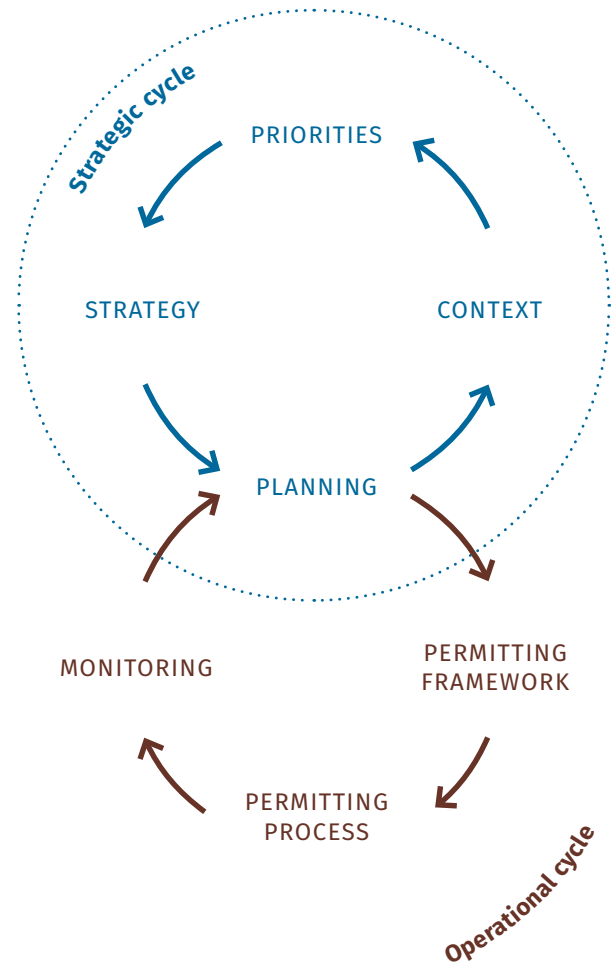 Strategic cycle
PRIORITIES
STRATEGY
CONTEXT
PLANNING
MONITORING
PERMITTING
FRAMEWORK
PERMITTING
PROCESS
Operational cycle